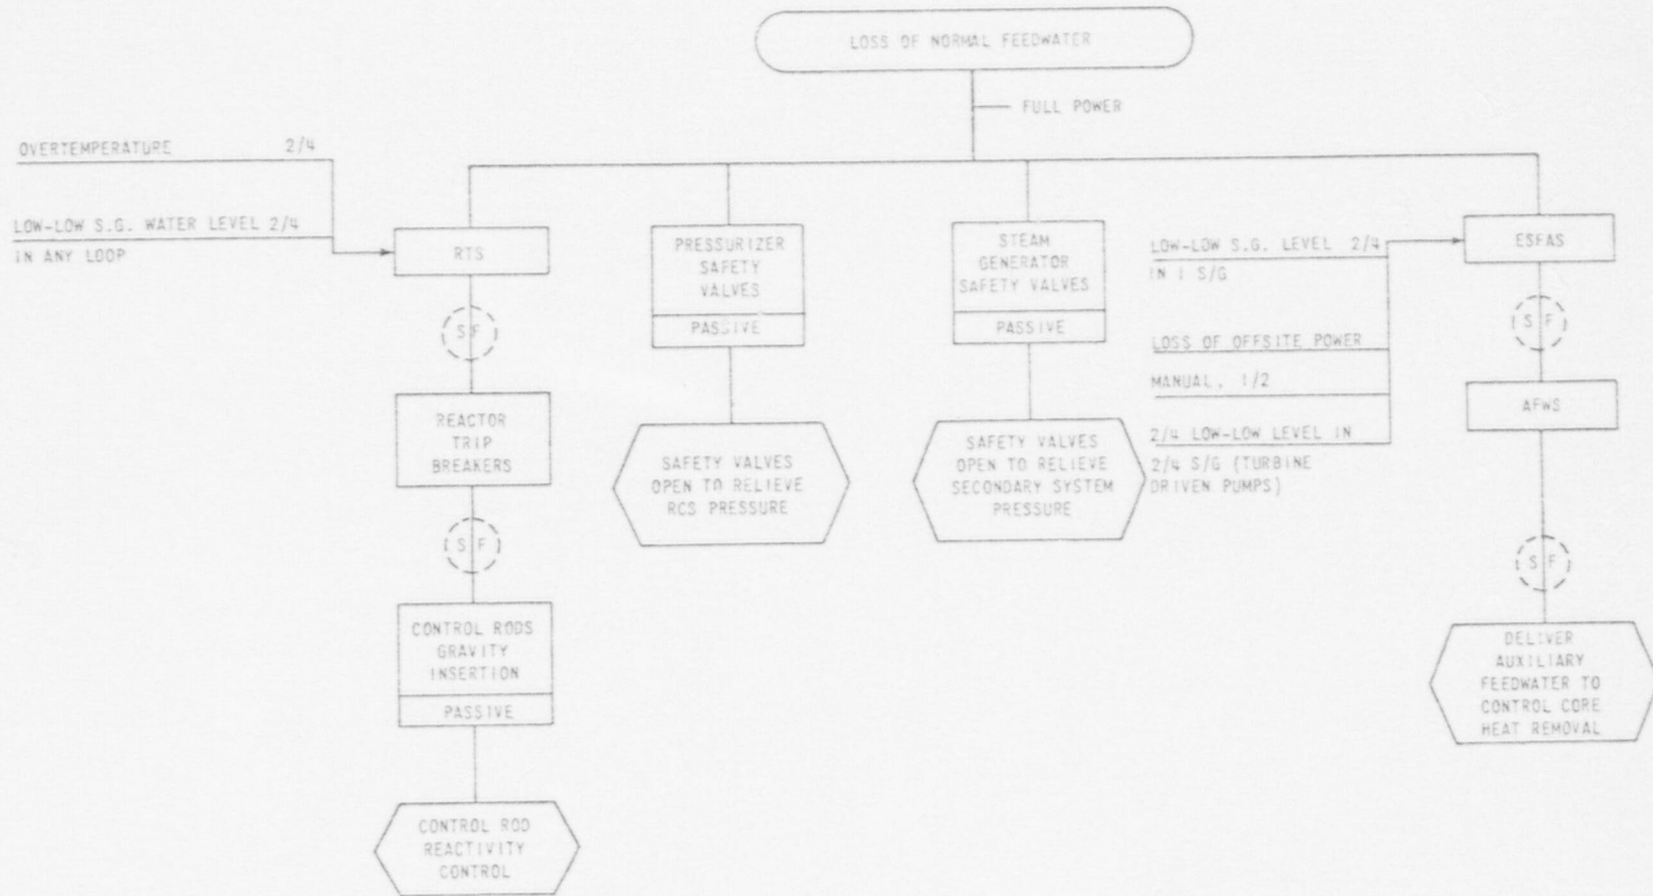 LOSS OF NORMAL FEEDWATER
FULL POWER
OVERTEMPERATURE 2/4
LOW-LOW S.G. WATER LEVEL 2/4
IN ANY LOOP
RTS
S F
REACTOR
TRIP
BREAKERS
S F
CONTROL RODS
GRAVITY
INSERTION
PASSIVE
CONTROL ROD
REACTIVITY
CONTROL
PRESSURIZER
SAFETY
VALVES
PASSIVE
SAFETY VALVES
OPEN TO RELIEVE
RCS PRESSURE
STEAM
GENERATOR
SAFETY VALVES
PASSIVE
SAFETY VALVES
OPEN TO RELIEVE
SECONDARY SYSTEM
PRESSURE
LOW-LOW S.G. LEVEL 2/4
IN 1 S/G
LOSS OF OFFSITE POWER
MANUAL, 1/2
2/4 LOW-LOW LEVEL IN
2/4 S/G (TURBINE
DRIVEN PUMPS)
ESFAS
S F
AFWS
S F
DELIVER
AUXILIARY
FEEDWATER TO
CONTROL CORE
HEAT REMOVAL